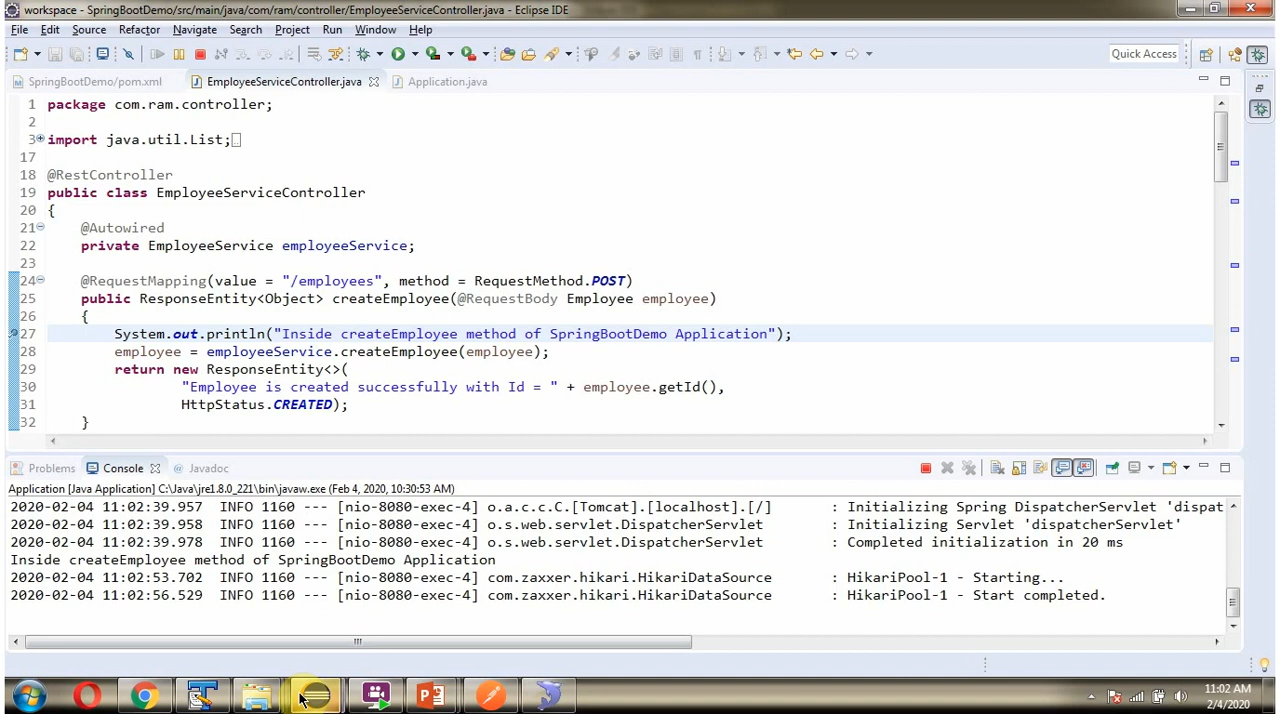 workspace - SpringBootDemo/src/main/java/com/ram/controller/EmployeeServiceController.java - Eclipse IDE
File Edit Source Refactor Navigate Search Project Run Window Help
Quick Access
SpringBootDemo/pom.xml EmployeeServiceController.java Application.java
1 package com.ram.controller;
2
3 import java.util.List;
17
18 @RestController
19 public class EmployeeServiceController
20 {
21 @Autowired
22 private EmployeeService employeeService;
23
24 @RequestMapping(value = "/employees", method = RequestMethod.POST)
25 public ResponseEntity<Object> createEmployee(@RequestBody Employee employee)
26 {
27 System.out.println("Inside createEmployee method of SpringBootDemo Application");
28 employee = employeeService.createEmployee(employee);
29 return new ResponseEntity<>(
30 "Employee is created successfully with Id = " + employee.getId(),
31 HttpStatus.CREATED);
32 }
Problems Console Javadoc
Application [Java Application] C:\Java\jre1.8.0_221\bin\javaw.exe (Feb 4, 2020, 10:30:53 AM)
2020-02-04 11:02:39.957 INFO 1160 --- [nio-8080-exec-4] o.a.c.c.C.[Tomcat].[localhost].[/] : Initializing Spring DispatcherServlet 'dispat
2020-02-04 11:02:39.958 INFO 1160 --- [nio-8080-exec-4] o.s.web.servlet.DispatcherServlet : Initializing Servlet 'dispatcherServlet'
2020-02-04 11:02:39.978 INFO 1160 --- [nio-8080-exec-4] o.s.web.servlet.DispatcherServlet : Completed initialization in 20 ms
Inside createEmployee method of SpringBootDemo Application
2020-02-04 11:02:53.702 INFO 1160 --- [nio-8080-exec-4] com.zaxxer.hikari.HikariDataSource : HikariPool-1 - Starting...
2020-02-04 11:02:56.529 INFO 1160 --- [nio-8080-exec-4] com.zaxxer.hikari.HikariDataSource : HikariPool-1 - Start completed.
11:02 AM
2/4/2020